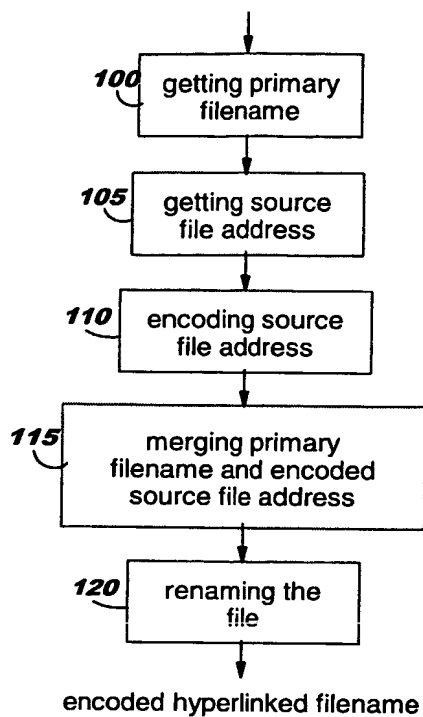 100
getting primary
filename
105
getting source
file address
110
encoding source
file address
115
merging primary
filename and encoded
source file address
120
renaming the
file
encoded hyperlinked filename